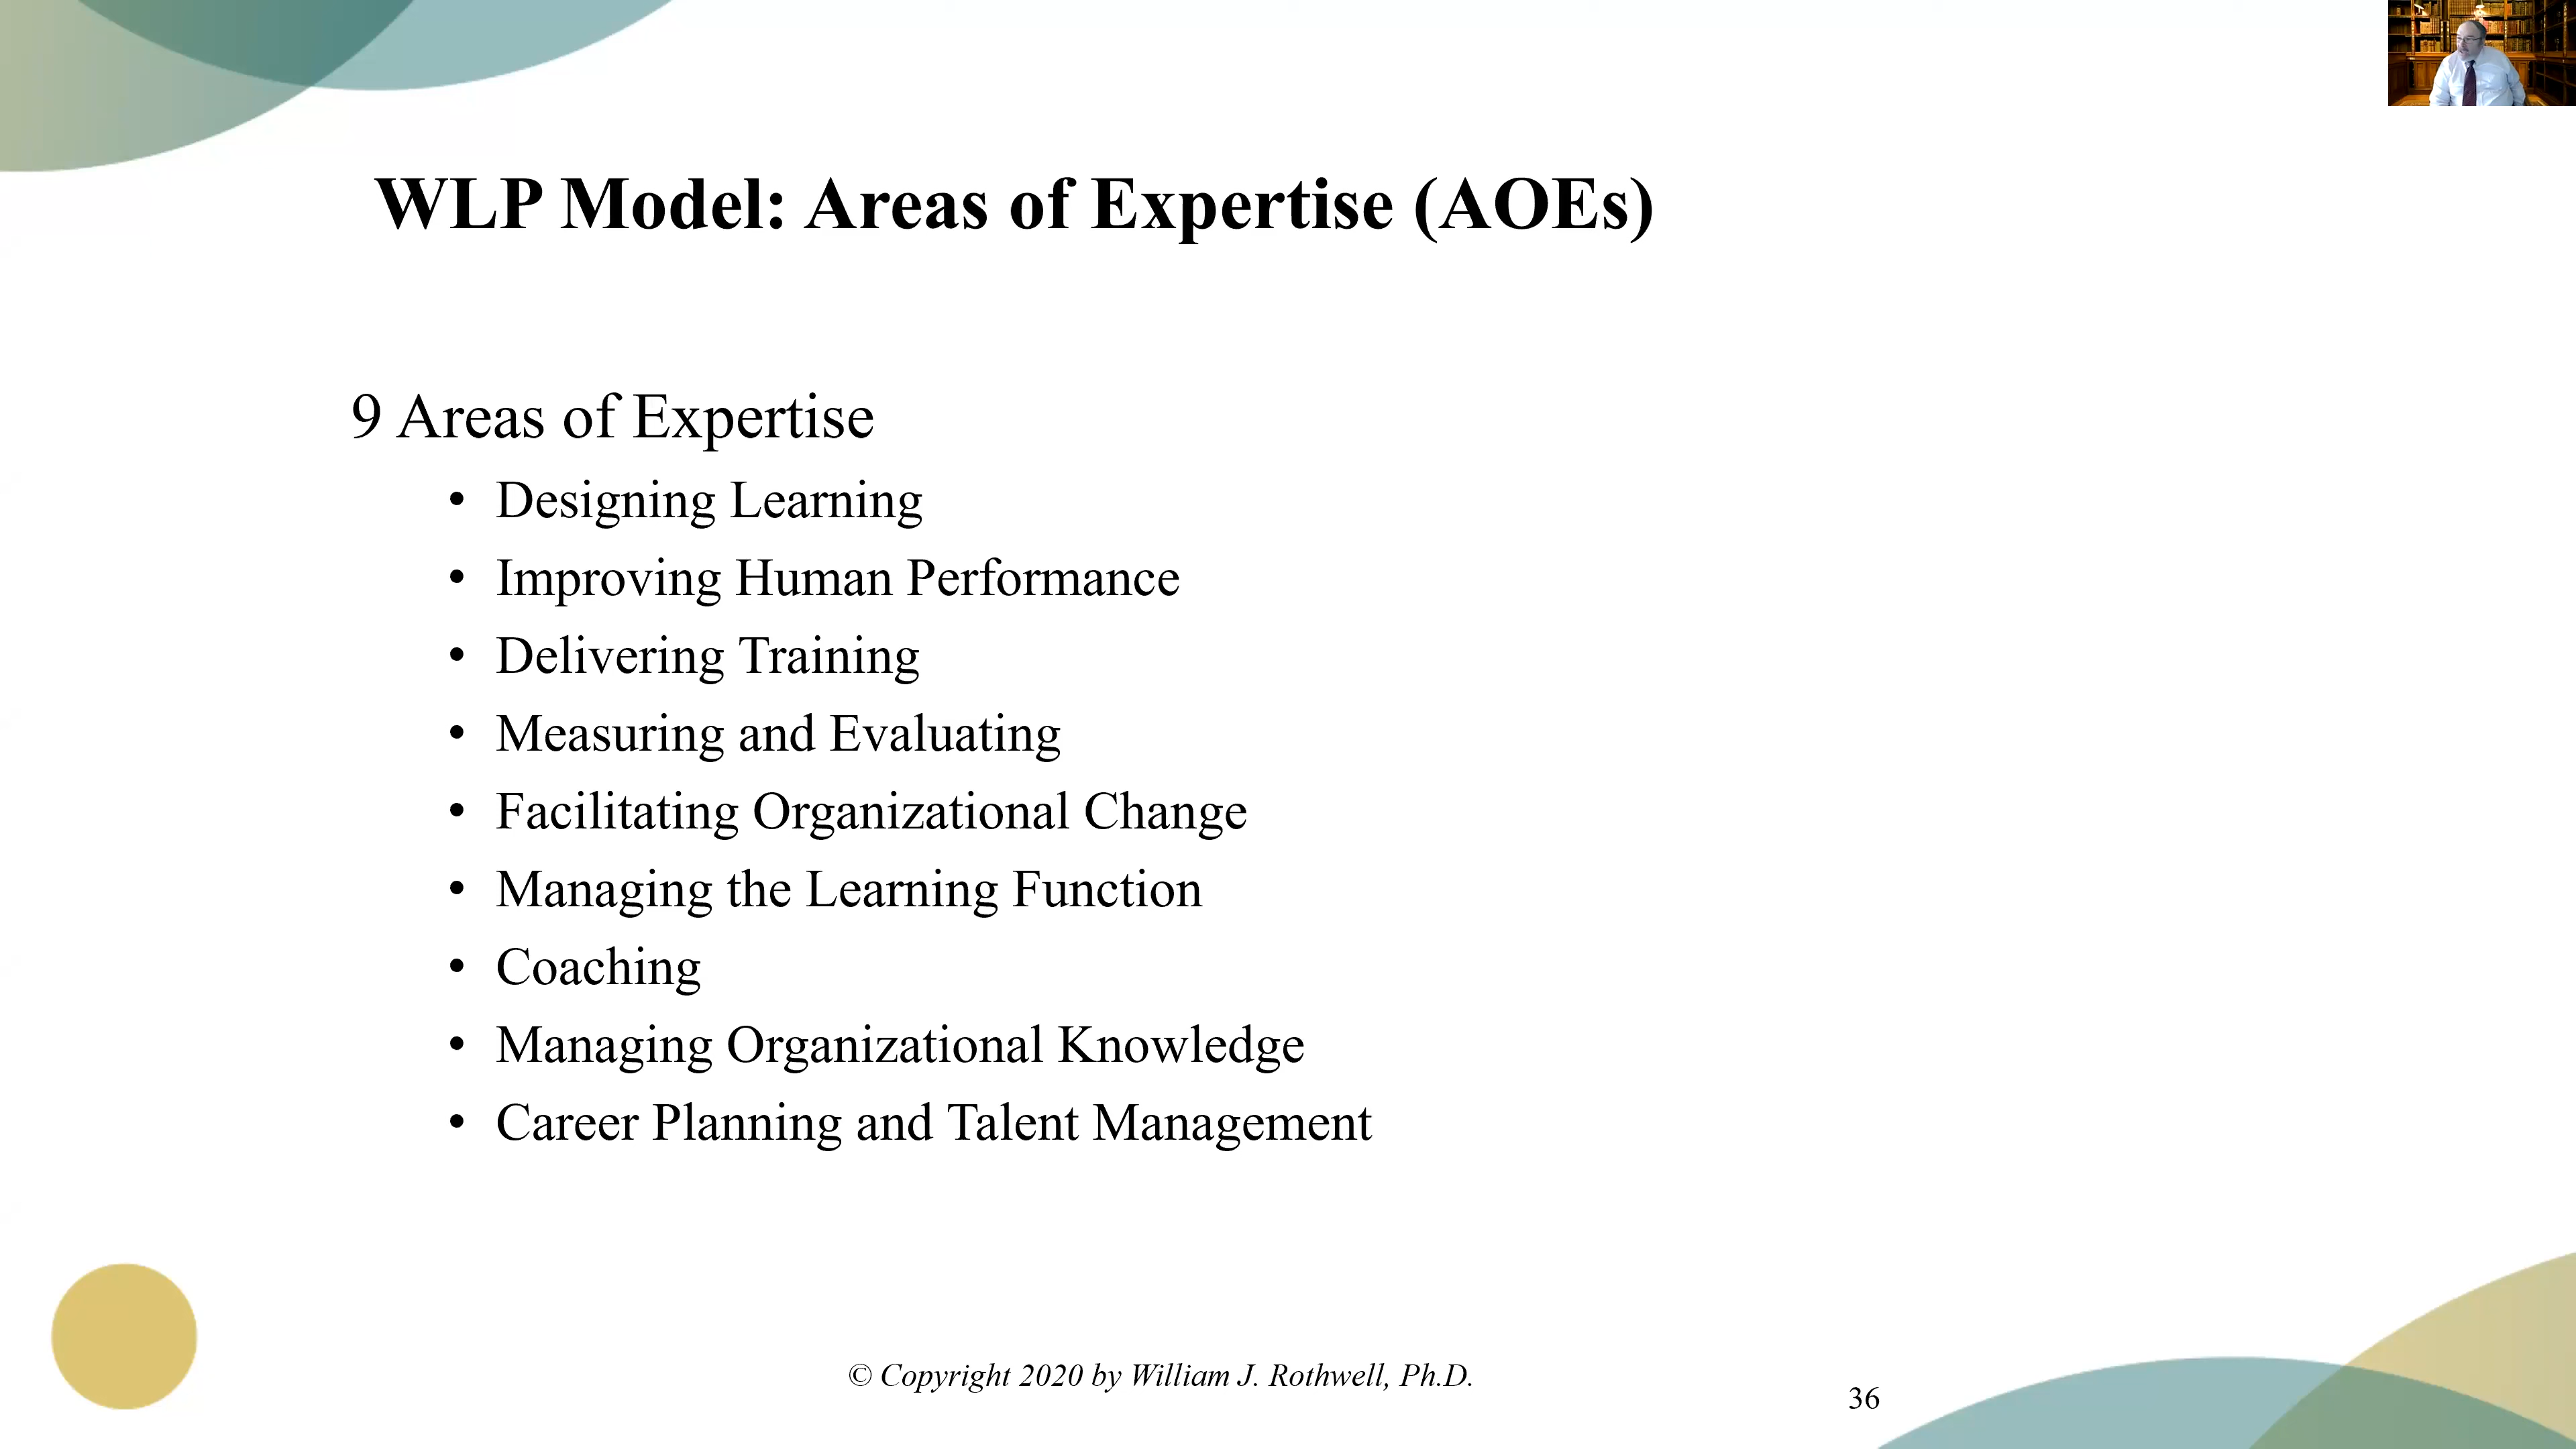 WLP Model: Areas of Expertise (AOEs)
9 Areas of Expertise
• Designing Learning
• Improving Human Performance
• Delivering Training
• Measuring and Evaluating
• Facilitating Organizational Change
• Managing the Learning Function
• Coaching
• Managing Organizational Knowledge
• Career Planning and Talent Management
© Copyright 2020 by William J. Rothwell, Ph.D.
36